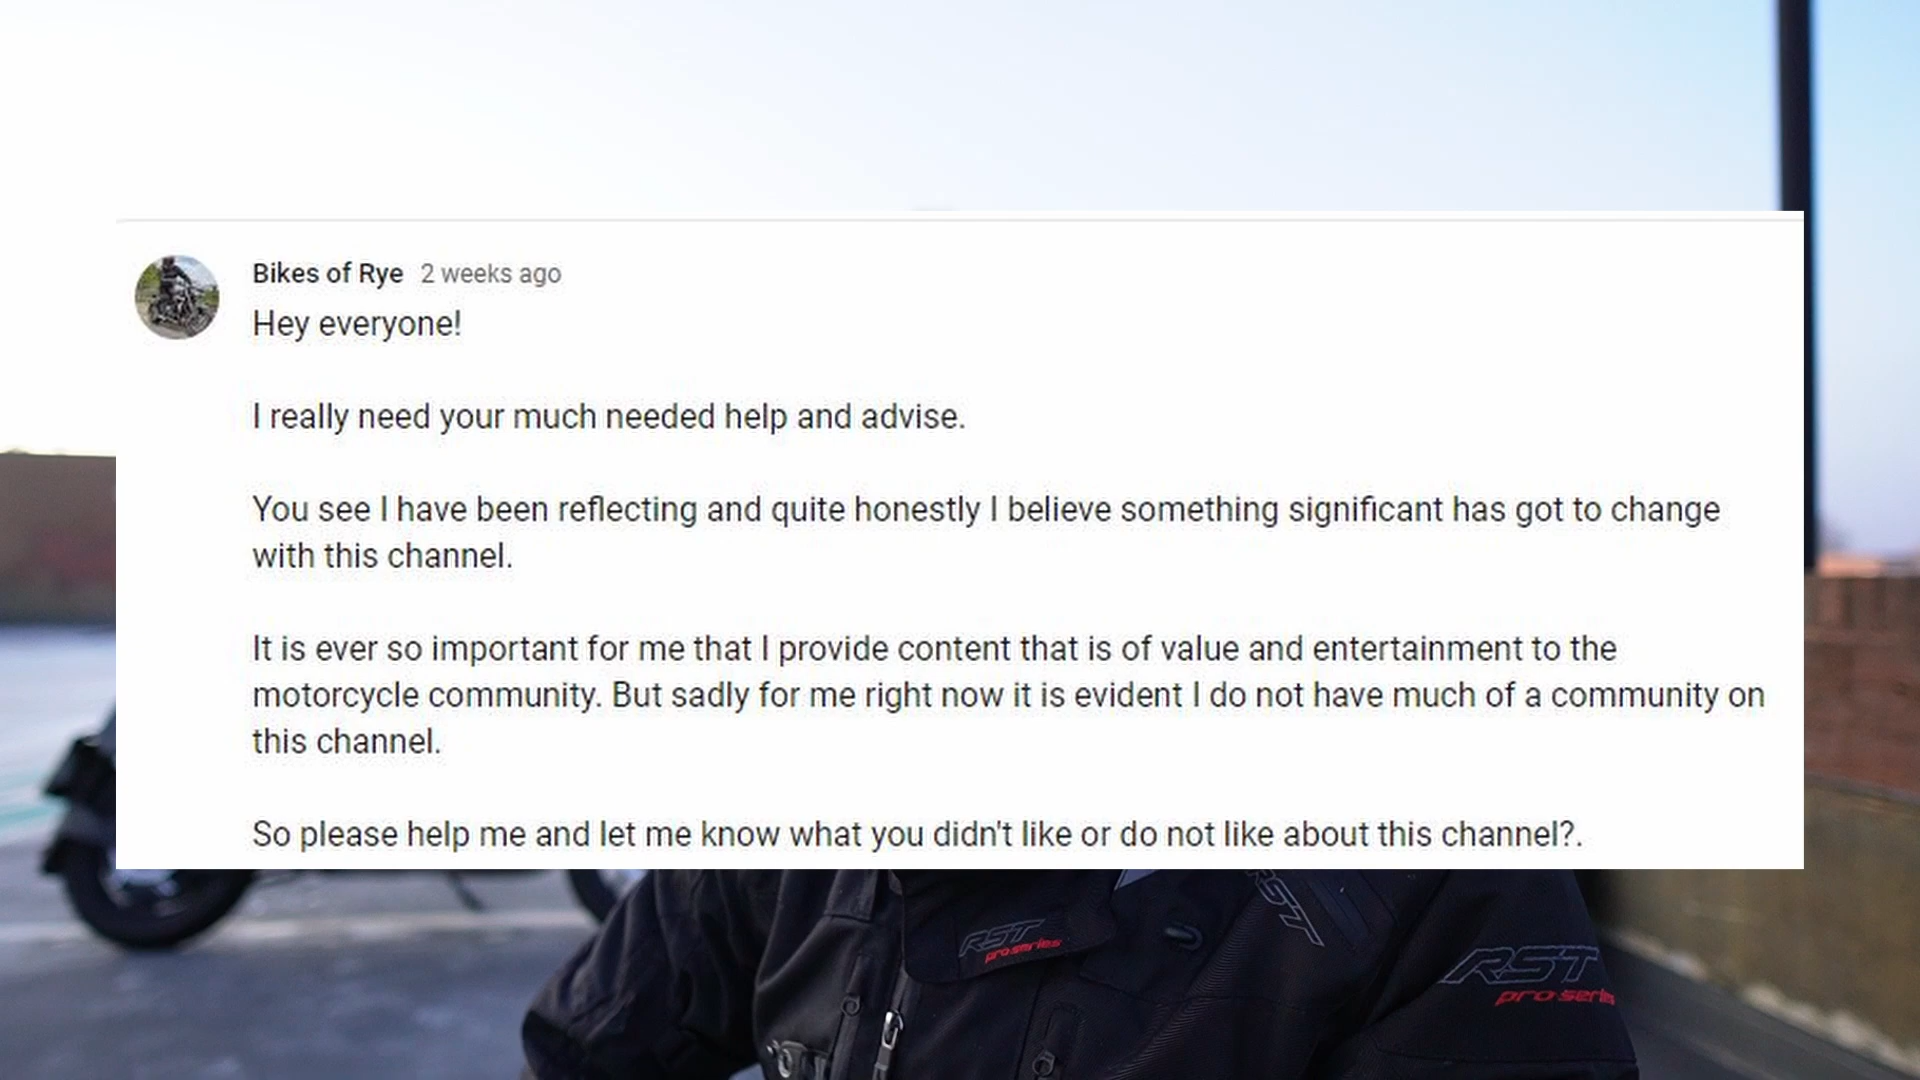 Bikes of Rye 2 weeks ago
Hey everyone!
I really need your much needed help and advise.
You see I have been reflecting and quite honestly I believe something significant has got to change
with this channel.
It is ever so important for me that I provide content that is of value and entertainment to the
motorcycle community. But sadly for me right now it is evident I do not have much of a community on
this channel.
So please help me and let me know what you didn't like or do not like about this channel?.
RST
RST
pro series
RST
pro series